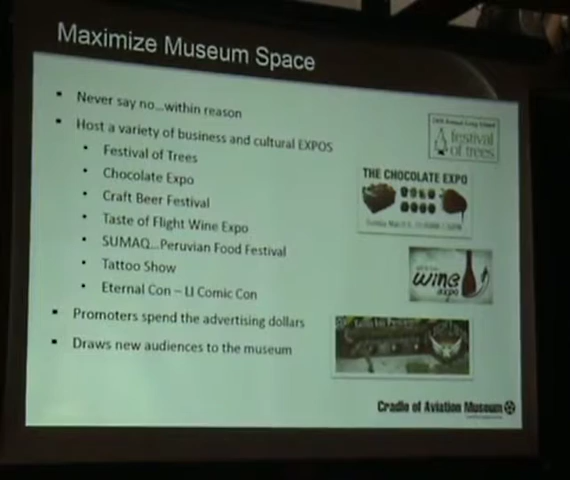 Maximize Museum Space
Never say no...within reason
Host a variety of business and cultural EXPOS
Festival of Trees
Chocolate Expo
Craft Beer Festival
Taste of Flight Wine Expo
SUMAQ...Peruvian Food Festival
Tattoo Show
Eternal Con – LI Comic Con
Promoters spend the advertising dollars
Draws new audiences to the museum
festival
of trees
THE CHOCOLATE EXPO
wine
expo
Cradle of Aviation Museum